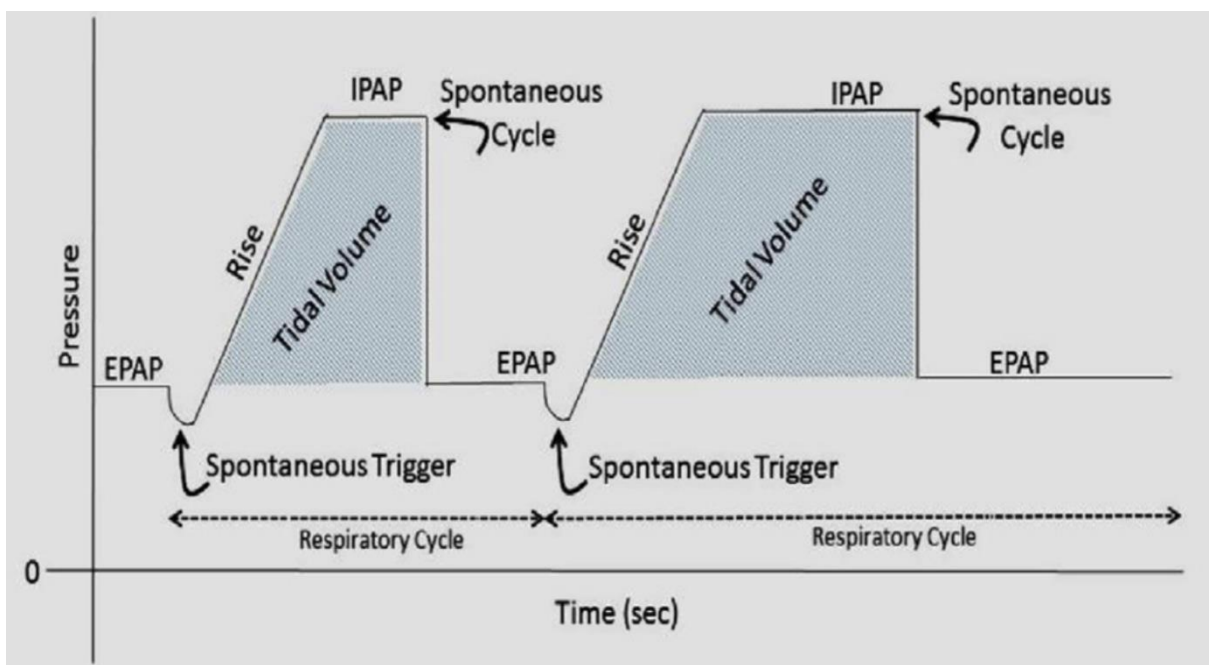 IPAP
Spontaneous
Cycle
IPAP
Spontaneous
Cycle
Rise
Tidal Volume
Rise
Tidal Volume
Pressure
EPAP
EPAP
EPAP
Spontaneous Trigger
Spontaneous Trigger
Respiratory Cycle
Respiratory Cycle
0
Time (sec)